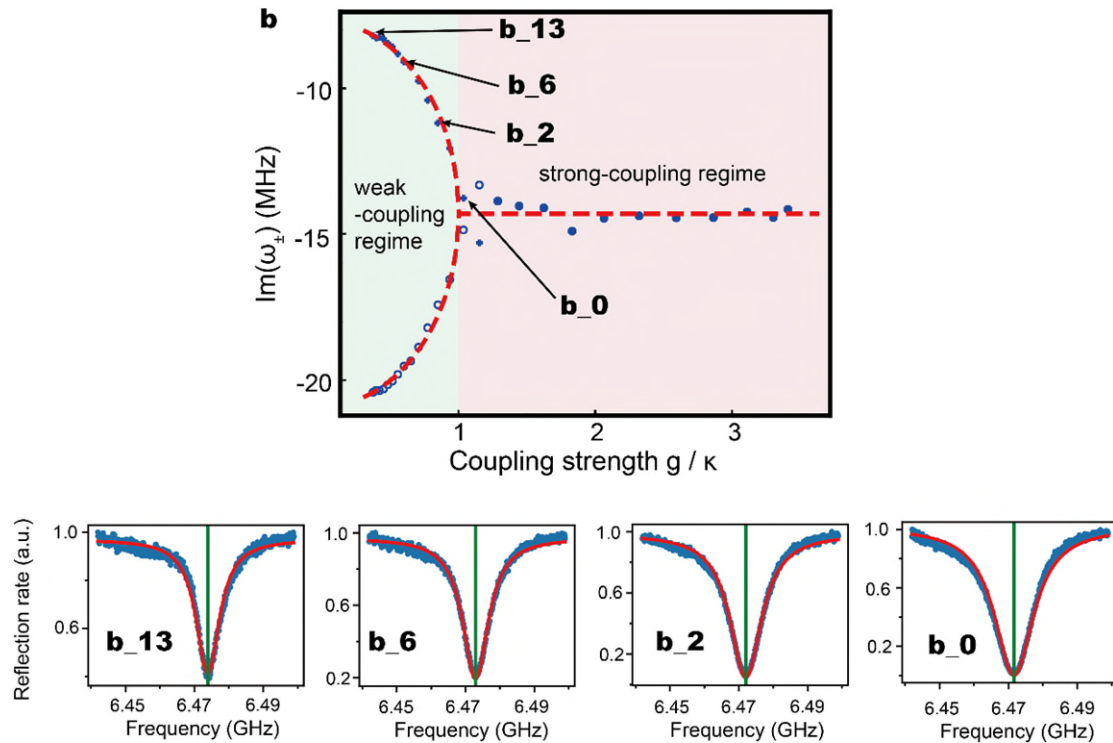 b
b_13
b_6
b_2
b_0
weak
-coupling
regime
strong-coupling regime
Im(ω±) (MHz)
-10
-15
-20
1
2
3
Coupling strength g / κ
Reflection rate (a.u.)
1.0
0.6
b_13
6.45
6.47
6.49
Frequency (GHz)
1.0
0.6
0.2
b_6
6.45
6.47
6.49
Frequency (GHz)
1.0
0.6
0.2
b_2
6.45
6.47
6.49
Frequency (GHz)
1.0
0.6
0.2
b_0
6.45
6.47
6.49
Frequency (GHz)